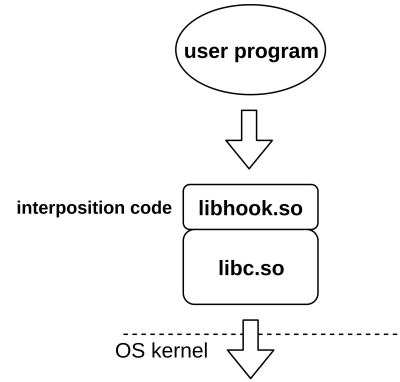 user program
interposition code
libhook.so
libc.so
OS kernel